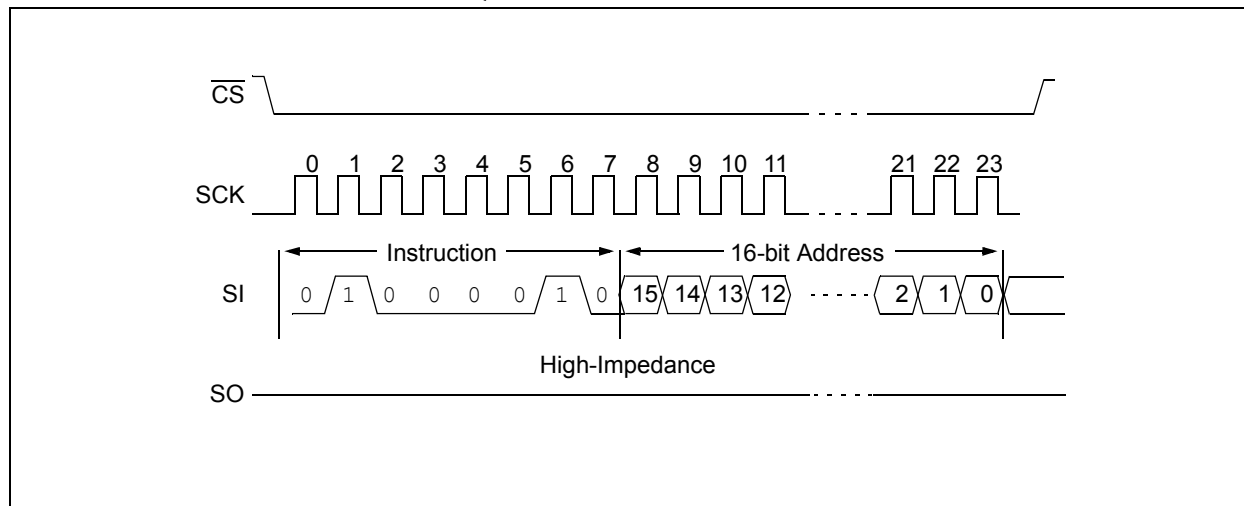 CS
0 1 2 3 4 5 6 7 8 9 10 11 21 22 23
SCK
Instruction 16-bit Address
SI 0 1 0 0 0 0 1 0 15 14 13 12 2 1 0
High-Impedance
SO